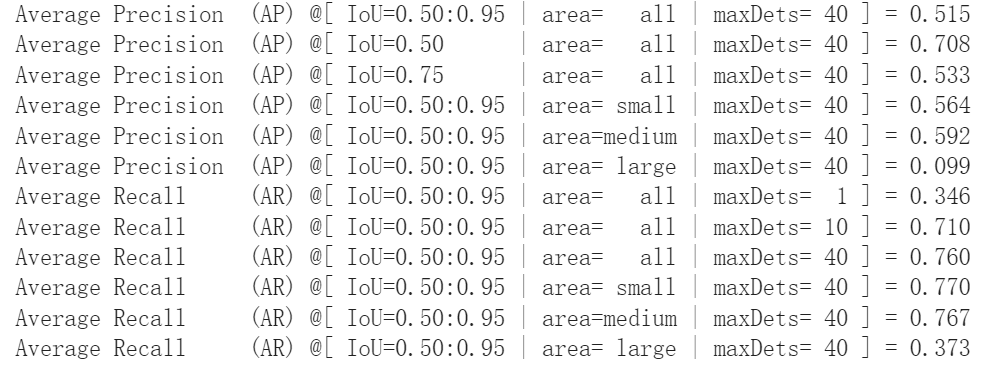 Average Precision  (AP) @[ IoU=0.50:0.95 | area=   all | maxDets= 40 ] = 0.515
Average Precision  (AP) @[ IoU=0.50      | area=   all | maxDets= 40 ] = 0.708
Average Precision  (AP) @[ IoU=0.75      | area=   all | maxDets= 40 ] = 0.533
Average Precision  (AP) @[ IoU=0.50:0.95 | area= small | maxDets= 40 ] = 0.564
Average Precision  (AP) @[ IoU=0.50:0.95 | area=medium | maxDets= 40 ] = 0.592
Average Precision  (AP) @[ IoU=0.50:0.95 | area= large | maxDets= 40 ] = 0.099
Average Recall     (AR) @[ IoU=0.50:0.95 | area=   all | maxDets=  1 ] = 0.346
Average Recall     (AR) @[ IoU=0.50:0.95 | area=   all | maxDets= 10 ] = 0.710
Average Recall     (AR) @[ IoU=0.50:0.95 | area=   all | maxDets= 40 ] = 0.760
Average Recall     (AR) @[ IoU=0.50:0.95 | area= small | maxDets= 40 ] = 0.770
Average Recall     (AR) @[ IoU=0.50:0.95 | area=medium | maxDets= 40 ] = 0.767
Average Recall     (AR) @[ IoU=0.50:0.95 | area= large | maxDets= 40 ] = 0.373